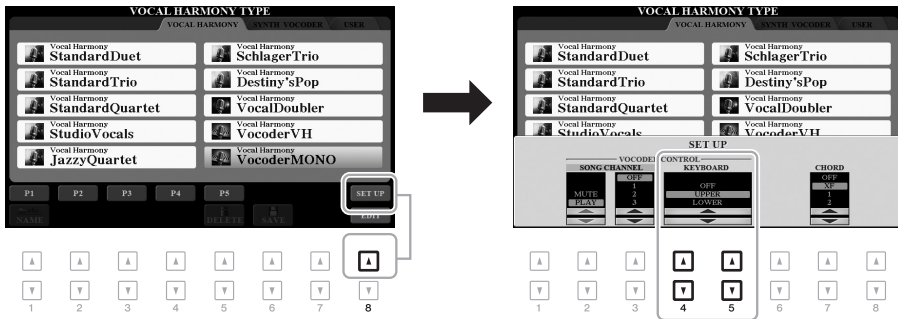 VOCAL HARMONY TYPE
VOCAL HARMONY SYNTH VOCODER USER
Vocal Harmony
StandardDuet
Vocal Harmony
SchlagerTrio
Vocal Harmony
StandardTrio
Vocal Harmony
Destiny'sPop
Vocal Harmony
StandardQuartet
Vocal Harmony
VocalDoubler
Vocal Harmony
StudioVocals
Vocal Harmony
VocoderVH
Vocal Harmony
JazzyQuartet
Vocal Harmony
VocoderMONO
P1 P2 P3 P4 P5 SET UP
NAME DELETE SAVE EDIT
1 2 3 4 5 6 7 8
VOCAL HARMONY TYPE
VOCAL HARMONY SYNTH VOCODER USER
Vocal Harmony
StandardDuet
Vocal Harmony
SchlagerTrio
Vocal Harmony
StandardTrio
Vocal Harmony
Destiny'sPop
Vocal Harmony
StandardQuartet
Vocal Harmony
VocalDoubler
Vocal Harmony
StudioVocals
Vocal Harmony
VocoderVH
SET UP
VOCODER CONTROL
SONG CHANNEL KEYBOARD CHORD
MUTE
PLAY
OFF
1
2
3
OFF
UPPER
LOWER
OFF
XF
1
2
1 2 3 4 5 6 7 8